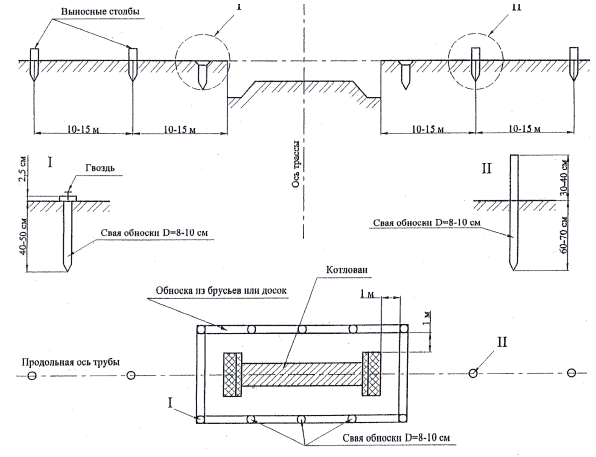 Выносные столбы
I
II
10-15 м
10-15 м
10-15 м
10-15 м
Ось трассы
I
2,5 см
Гвоздь
40-50 см
Свая обноски D=8-10 см
II
30-40 см
Свая обноски D=8-10 см
60-70 см
Котлован
Обноска из брусьев или досок
1 м
1 м
Продольная ось трубы
II
I
Свая обноски D=8-10 см